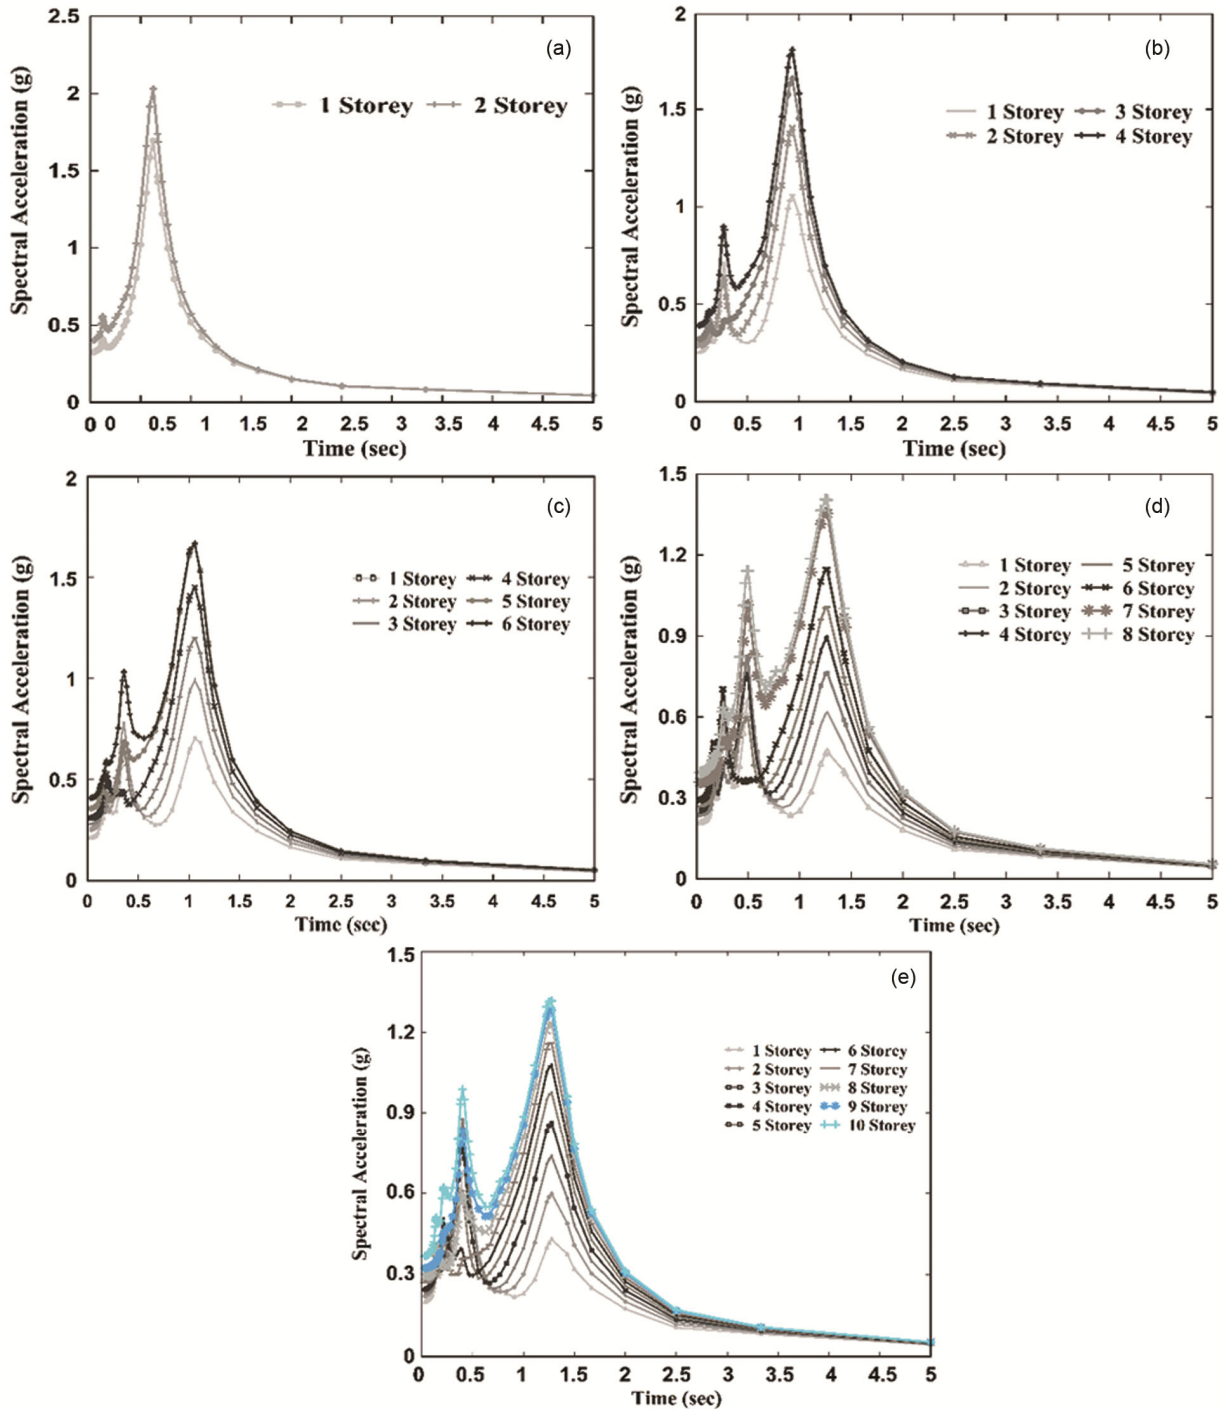 (a)
2.5
2
1.5
1
0.5
0
Spectral Acceleration (g)
1 Storey 2 Storey
0 0 0.5 1 1.5 2 2.5 3 3.5 4 4.5 5
Time (sec)
(b)
2
1.5
1
0.5
0
Spectral Acceleration (g)
1 Storey 3 Storey
2 Storey 4 Storey
0 0.5 1 1.5 2 2.5 3 3.5 4 4.5 5
Time (sec)
(c)
2
1.5
1
0.5
0
Spectral Acceleration (g)
1 Storey 4 Storey
2 Storey 5 Storey
3 Storey 6 Storey
0 0.5 1 1.5 2 2.5 3 3.5 4 4.5 5
Time (sec)
(d)
1.5
1.2
0.9
0.6
0.3
0
Spectral Acceleration (g)
1 Storey 5 Storey
2 Storey 6 Storey
3 Storey 7 Storey
4 Storey 8 Storey
0 0.5 1 1.5 2 2.5 3 3.5 4 4.5 5
Time (sec)
(e)
1.5
1.2
0.9
0.6
0.3
0
Spectral Acceleration (g)
1 Storey 6 Storey
2 Storey 7 Storey
3 Storey 8 Storey
4 Storey 9 Storey
5 Storey 10 Storey
0 0.5 1 1.5 2 2.5 3 3.5 4 4.5 5
Time (sec)